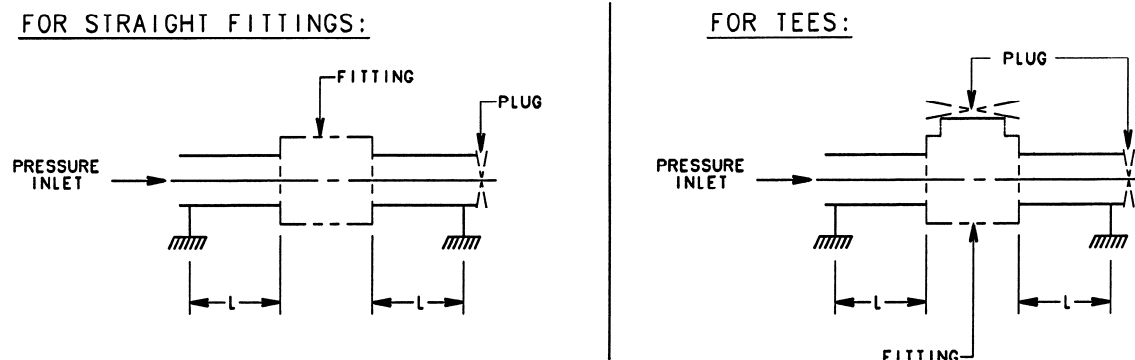 FOR STRAIGHT FITTINGS:
FITTING
PLUG
PRESSURE
INLET
L
L
FOR TEES:
PLUG
PRESSURE
INLET
L
L
FITTING